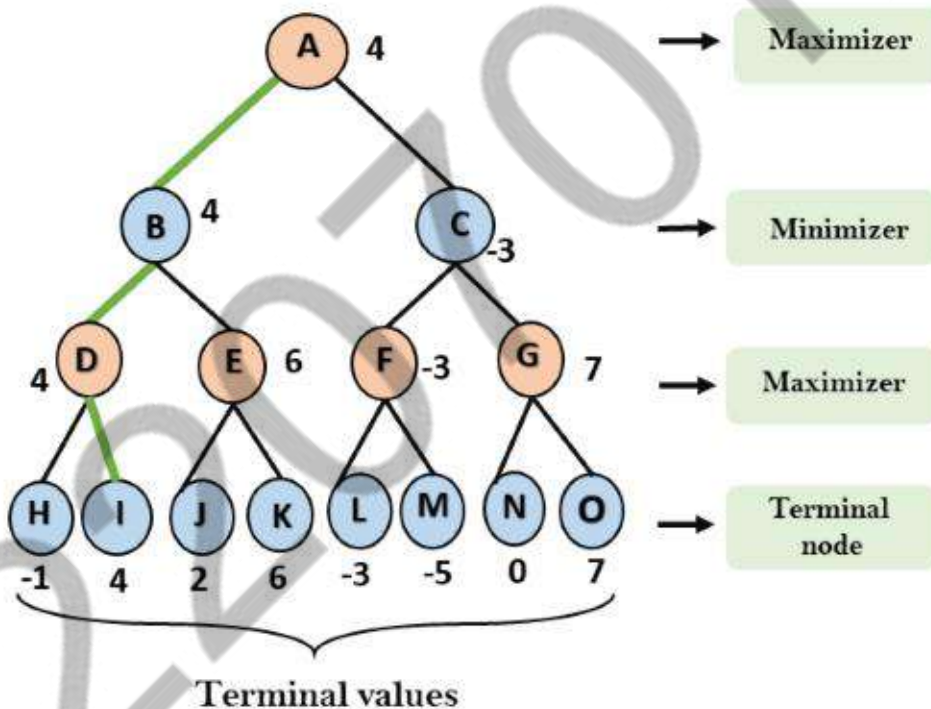 A 4 Maximizer
B 4 C -3 Minimizer
D 4 E 6 F -3 G 7 Maximizer
H I J K L M N O Terminal
node
-1 4 2 6 -3 -5 0 7
Terminal values